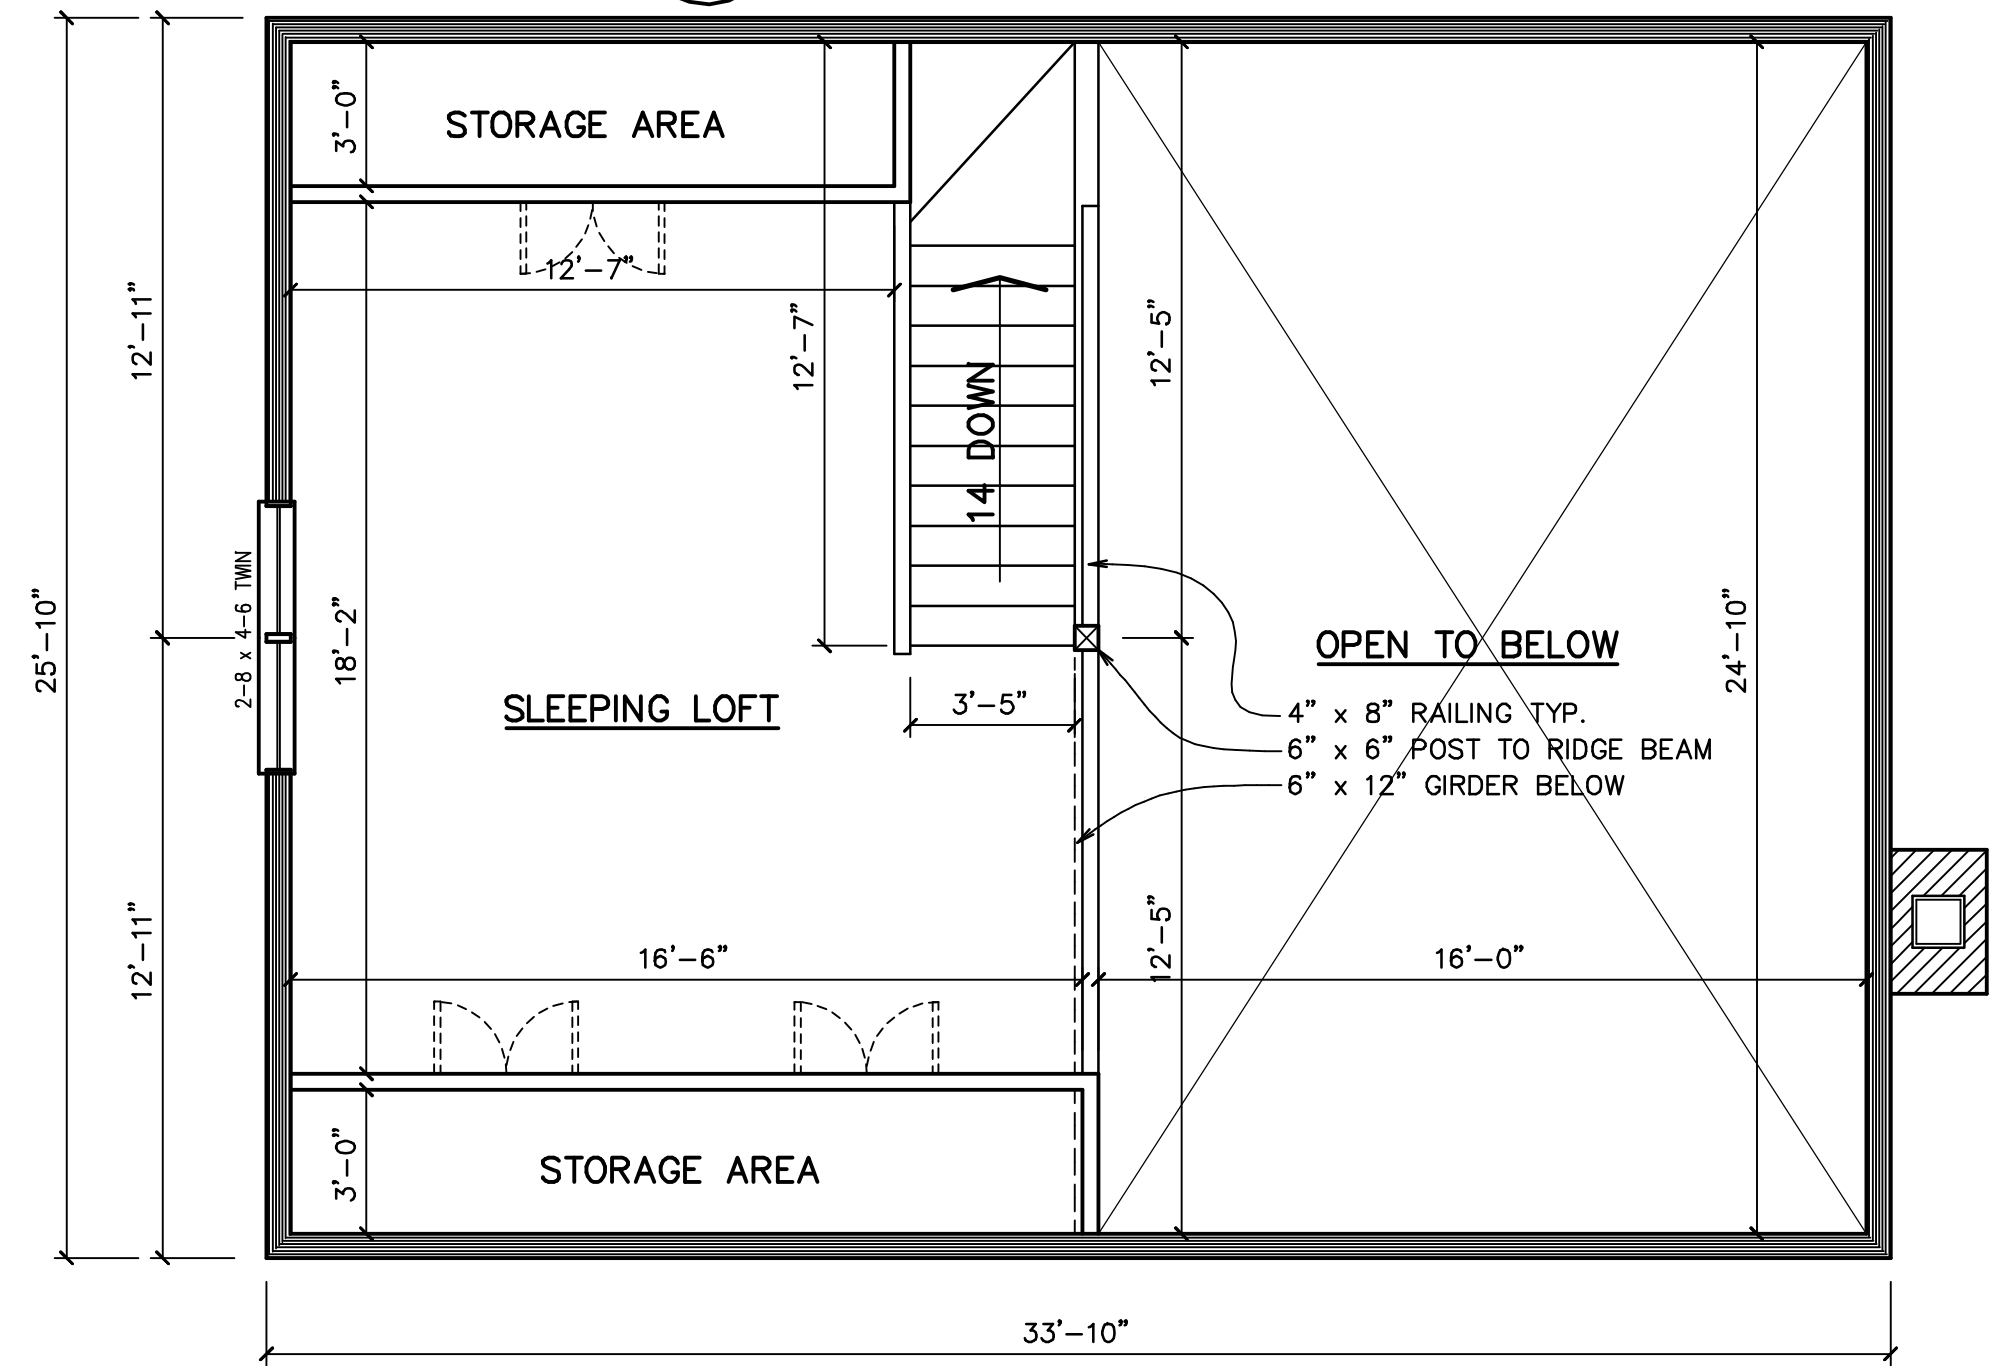 3'-0"
STORAGE AREA
12'-7"
12'-11"
12'-7"
12'-5"
14 DOWN
2-8 x 4-6 TWIN
25'-10"
18'-2"
OPEN TO BELOW
24'-10"
SLEEPING LOFT
3'-5"
4" x 8" RAILING TYP.
6" x 6" POST TO RIDGE BEAM
6" x 12" GIRDER BELOW
12'-11"
16'-6"
12'-5"
16'-0"
3'-0"
STORAGE AREA
33'-10"